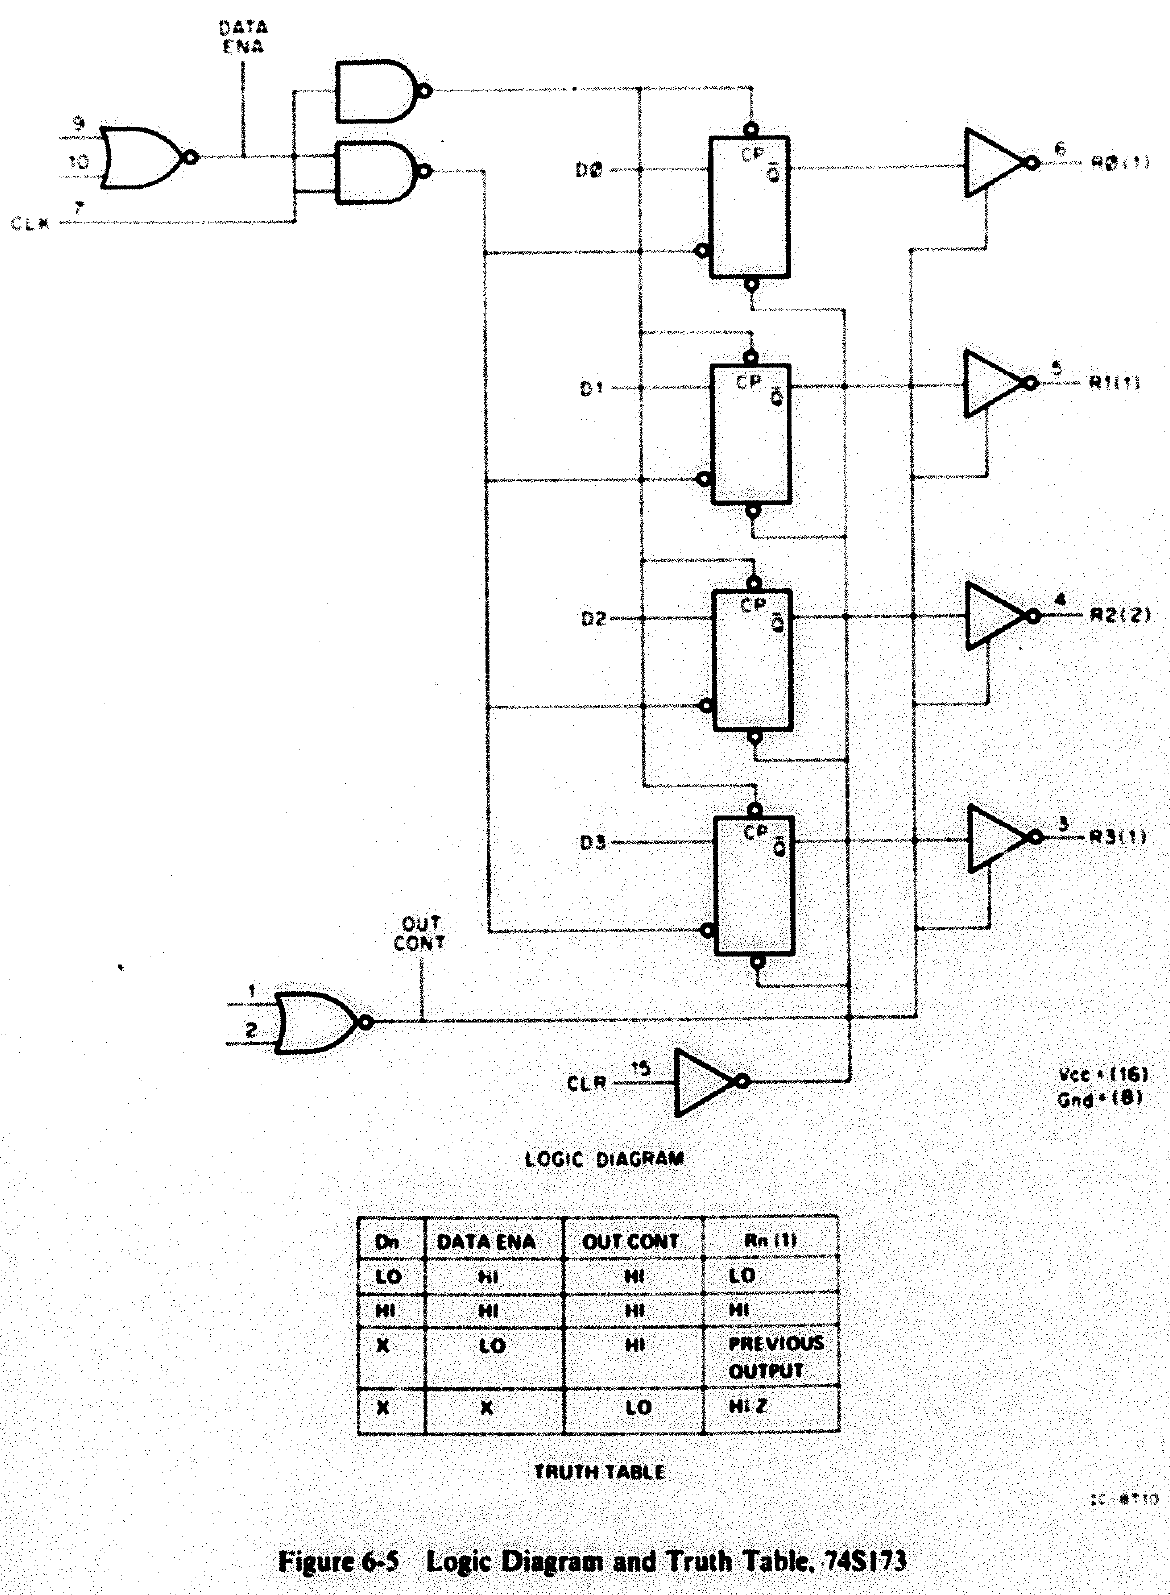 DATA
ENA
9
10
CLK 7
D0
CP
Q̅
6 R0(1)
D1
CP
Q̅
5 R1(1)
D2
CP
Q̅
4 R2(2)
D3
CP
Q̅
3 R3(1)
OUT
CONT
1
2
CLR 15
Vcc = (16)
Gnd = (8)
LOGIC DIAGRAM
Dn DATA ENA OUT CONT Rn (1)
LO HI HI LO
HI HI HI HI
X LO HI PREVIOUS
OUTPUT
X X LO HI Z
TRUTH TABLE
Figure 6-5 Logic Diagram and Truth Table, 74S173